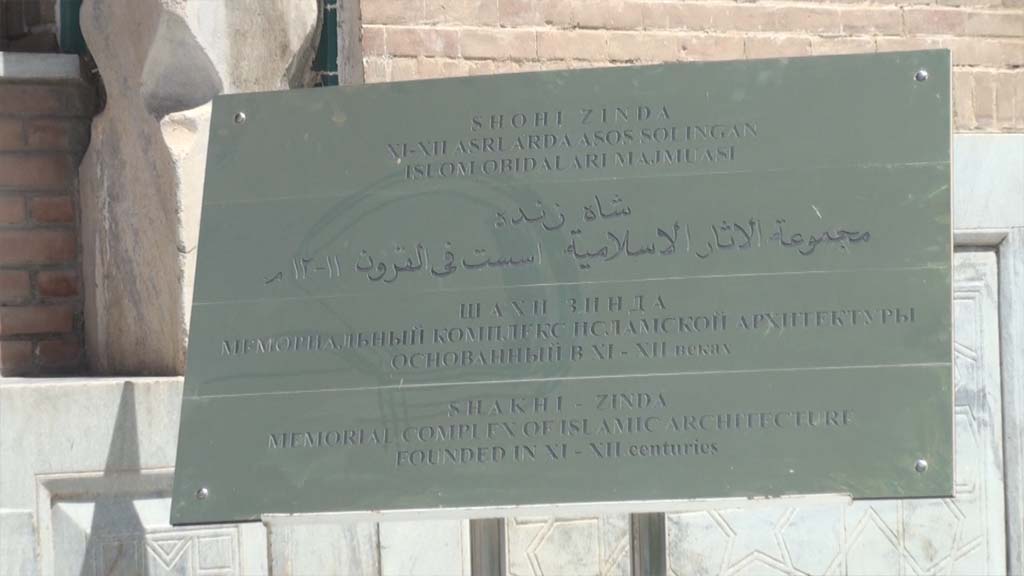 SHOHI ZINDA
XI-XII ASRLARDA ASOS SOLINGAN
ISLOM OBIDALARI MAJMUASI
شاه زنده
مجموعة الاثار الاسلامية اسست فى القرون ١١-١٢ م
ШАХИ ЗИНДА
МЕМОРИАЛЬНЫЙ КОМПЛЕКС ИСЛАМСКОЙ АРХИТЕКТУРЫ
ОСНОВАННЫЙ В XI - XII веках
SHAKHI - ZINDA
MEMORIAL COMPLEX OF ISLAMIC ARCHITECTURE
FOUNDED IN XI - XII centuries